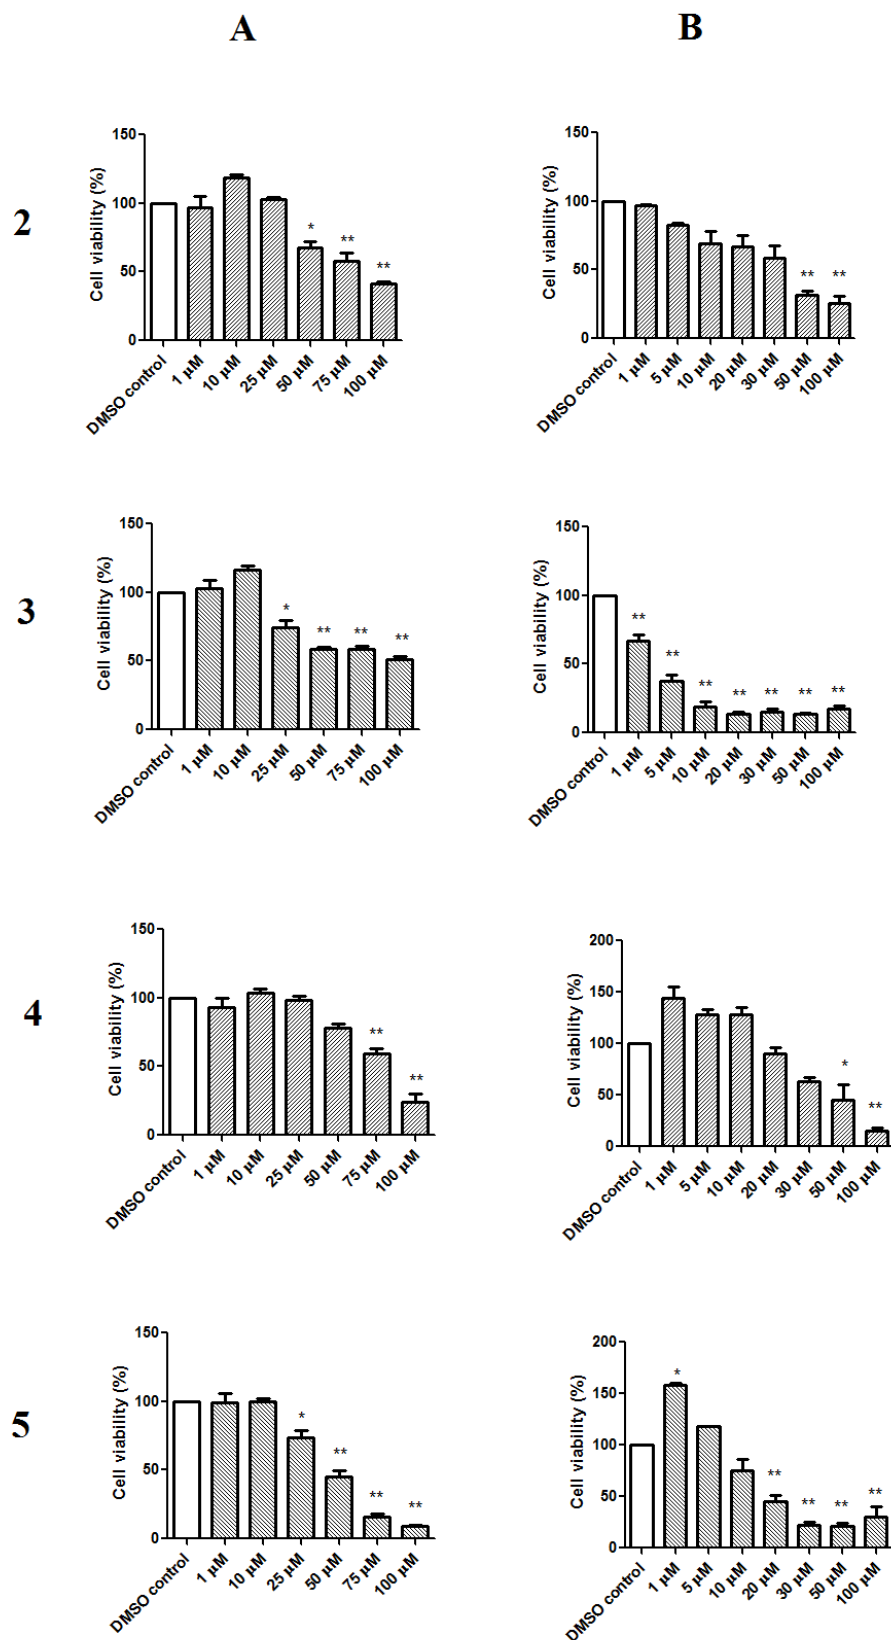 A
B
2
Cell viability (%)
150
100
50
0
*
**
**
DMSO control
1 µM
10 µM
25 µM
50 µM
75 µM
100 µM
Cell viability (%)
150
100
50
0
**
**
DMSO control
1 µM
5 µM
10 µM
20 µM
30 µM
50 µM
100 µM
3
Cell viability (%)
150
100
50
0
*
**
**
**
DMSO control
1 µM
10 µM
25 µM
50 µM
75 µM
100 µM
Cell viability (%)
150
100
50
0
**
**
**
**
**
**
**
DMSO control
1 µM
5 µM
10 µM
20 µM
30 µM
50 µM
100 µM
4
Cell viability (%)
150
100
50
0
**
**
DMSO control
1 µM
10 µM
25 µM
50 µM
75 µM
100 µM
Cell viability (%)
200
150
100
50
0
*
**
DMSO control
1 µM
5 µM
10 µM
20 µM
30 µM
50 µM
100 µM
5
Cell viability (%)
150
100
50
0
*
**
**
**
DMSO control
1 µM
10 µM
25 µM
50 µM
75 µM
100 µM
Cell viability (%)
200
150
100
50
0
*
**
**
**
**
DMSO control
1 µM
5 µM
10 µM
20 µM
30 µM
50 µM
100 µM